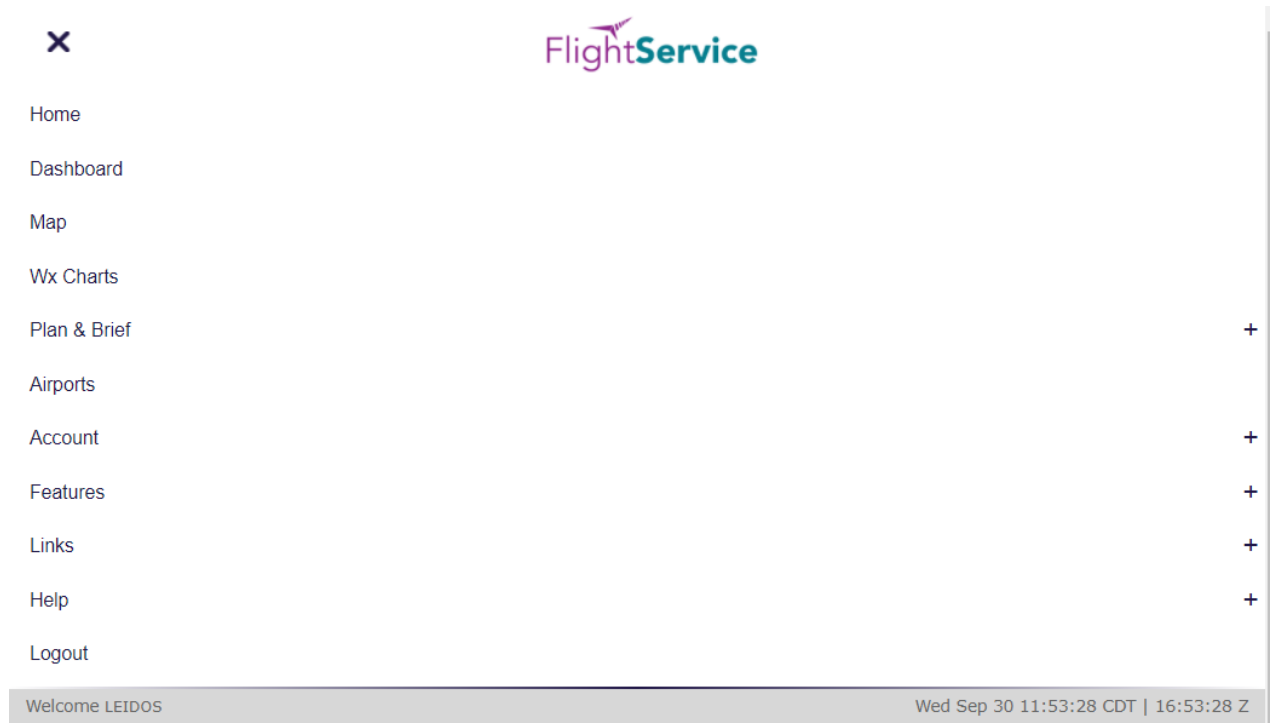 FlightService
Home
Dashboard
Map
Wx Charts
Plan & Brief +
Airports
Account +
Features +
Links +
Help +
Logout
Welcome LEIDOS Wed Sep 30 11:53:28 CDT | 16:53:28 Z